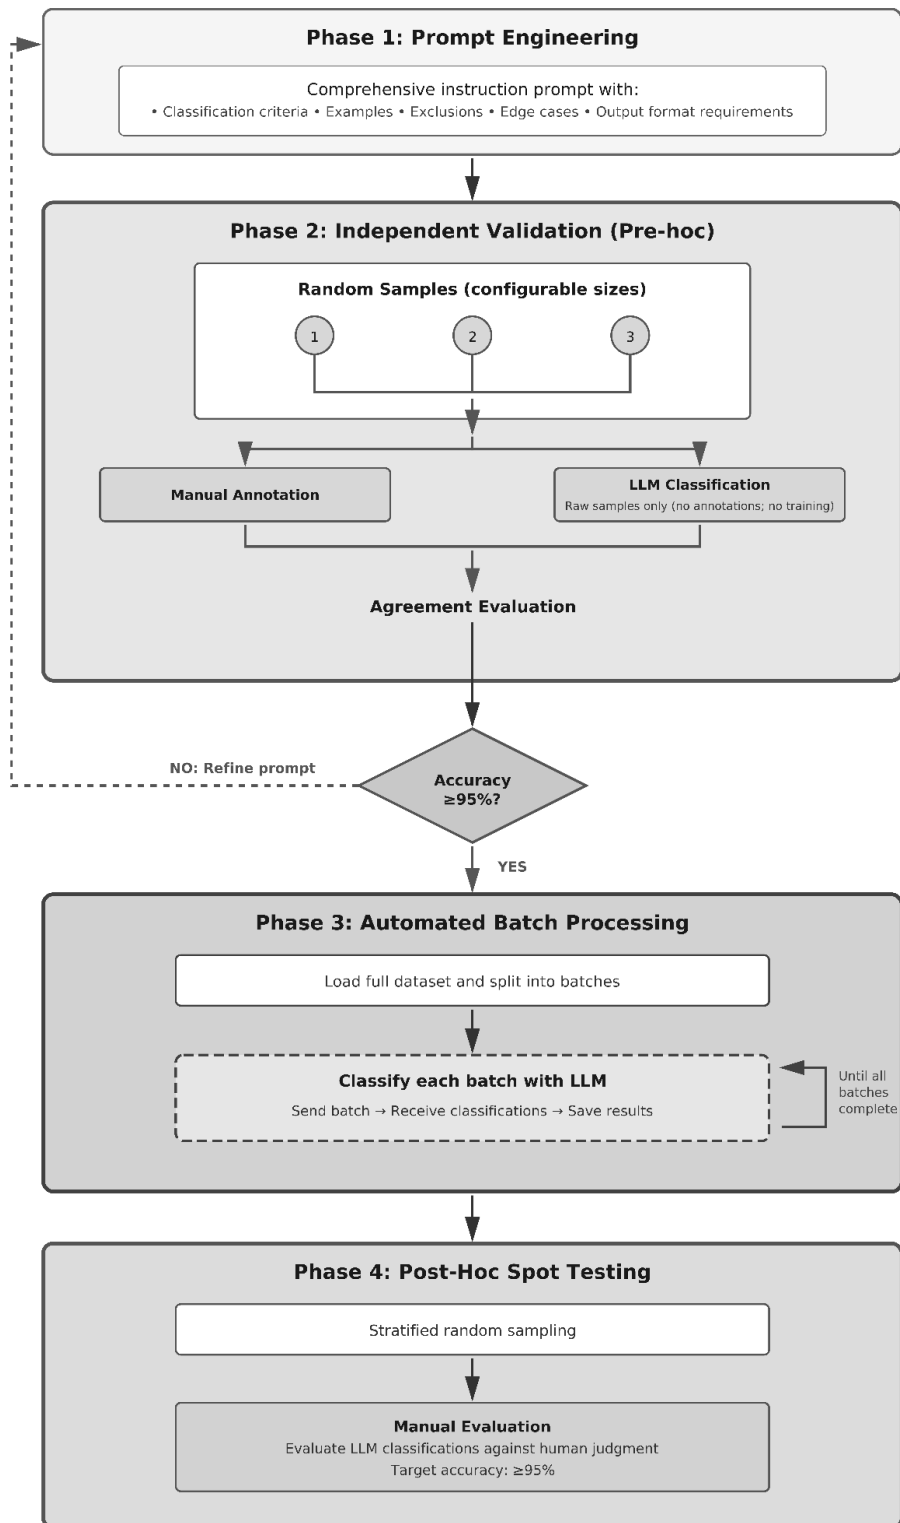 Phase 1: Prompt Engineering
Comprehensive instruction prompt with:
• Classification criteria • Examples • Exclusions • Edge cases • Output format requirements
Phase 2: Independent Validation (Pre-hoc)
Random Samples (configurable sizes)
1 2 3
Manual Annotation
LLM Classification
Raw samples only (no annotations; no training)
Agreement Evaluation
NO: Refine prompt
Accuracy
≥95%?
YES
Phase 3: Automated Batch Processing
Load full dataset and split into batches
Classify each batch with LLM
Send batch → Receive classifications → Save results
Until all
batches
complete
Phase 4: Post-Hoc Spot Testing
Stratified random sampling
Manual Evaluation
Evaluate LLM classifications against human judgment
Target accuracy: ≥95%